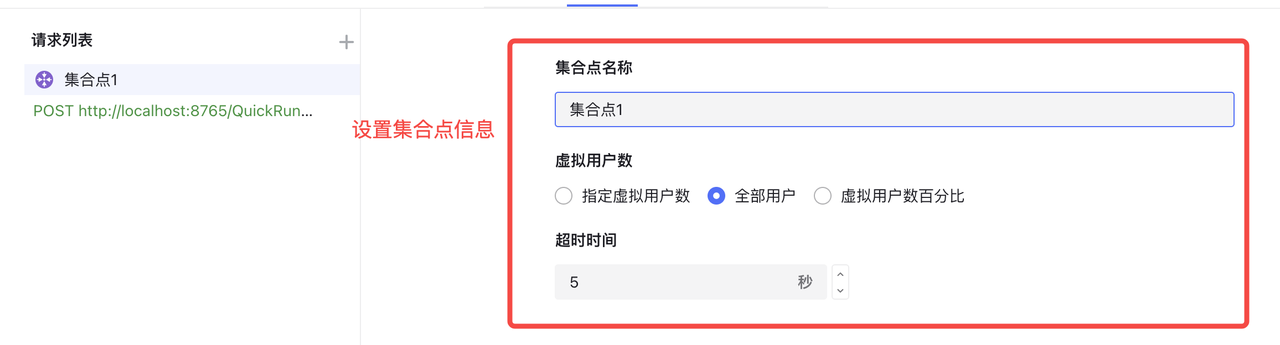 请求列表
集合点1
POST http://localhost:8765/QuickRun...
设置集合点信息
集合点名称
集合点1
虚拟用户数
指定虚拟用户数 全部用户 虚拟用户数百分比
超时时间
5 秒